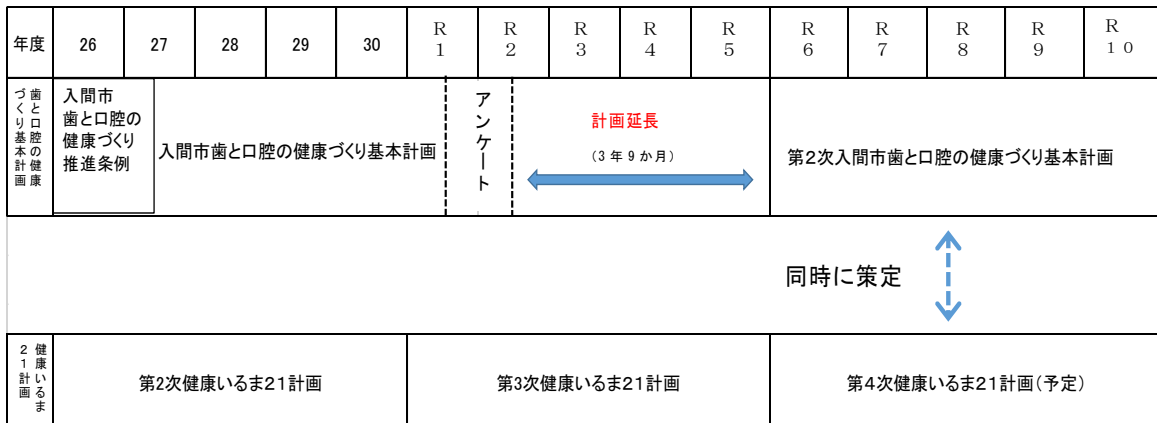 年度
26
27
28
29
30
R
1
R
2
R
3
R
4
R
5
R
6
R
7
R
8
R
9
R
10
歯と口腔の健康
づくり基本計画
入間市
歯と口腔の
健康づくり
推進条例
入間市歯と口腔の健康づくり基本計画
アンケート
計画延長
(3年9か月)
第2次入間市歯と口腔の健康づくり基本計画
同時に策定
健康いるま
21計画
第2次健康いるま21計画
第3次健康いるま21計画
第4次健康いるま21計画(予定)